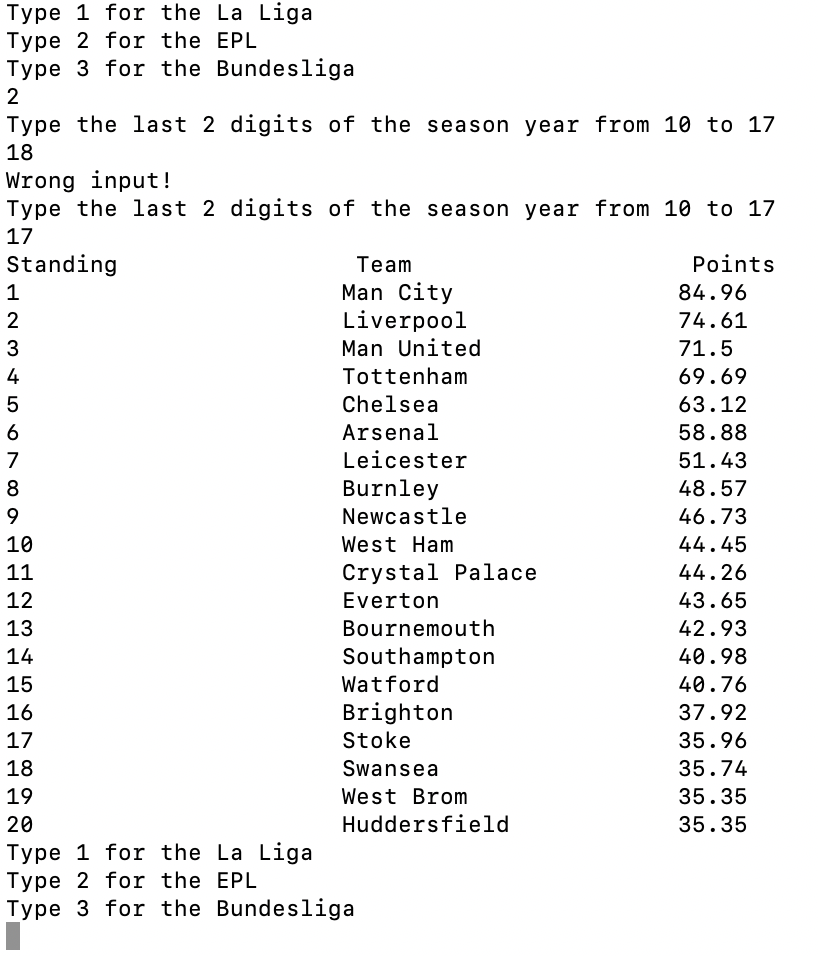 Type 1 for the La Liga
Type 2 for the EPL
Type 3 for the Bundesliga
2
Type the last 2 digits of the season year from 10 to 17
18
Wrong input!
Type the last 2 digits of the season year from 10 to 17
17
Standing Team Points
1 Man City 84.96
2 Liverpool 74.61
3 Man United 71.5
4 Tottenham 69.69
5 Chelsea 63.12
6 Arsenal 58.88
7 Leicester 51.43
8 Burnley 48.57
9 Newcastle 46.73
10 West Ham 44.45
11 Crystal Palace 44.26
12 Everton 43.65
13 Bournemouth 42.93
14 Southampton 40.98
15 Watford 40.76
16 Brighton 37.92
17 Stoke 35.96
18 Swansea 35.74
19 West Brom 35.35
20 Huddersfield 35.35
Type 1 for the La Liga
Type 2 for the EPL
Type 3 for the Bundesliga